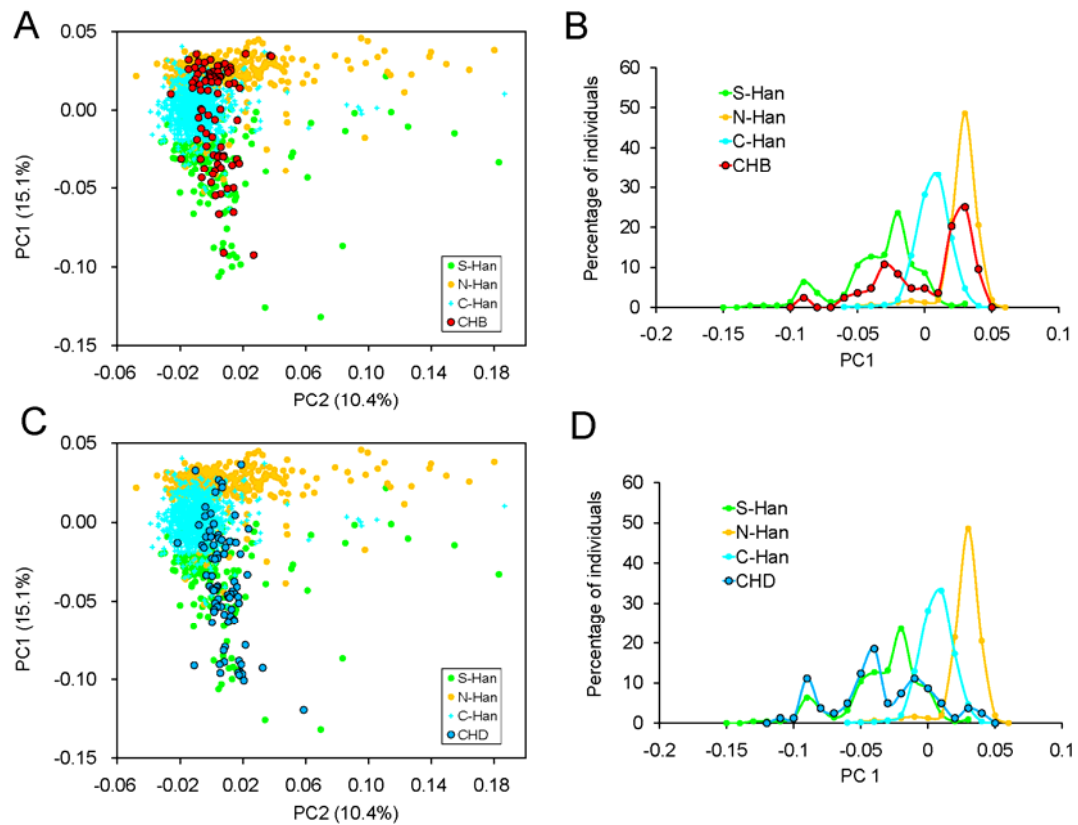 A
0.05
0.00
-0.05
-0.10
-0.15
PC1 (15.1%)
S-Han
N-Han
C-Han
CHB
-0.06 -0.02 0.02 0.06 0.10 0.14 0.18
PC2 (10.4%)
B
60
50
40
30
20
10
0
Percentage of individuals
S-Han
N-Han
C-Han
CHB
-0.2 -0.15 -0.1 -0.05 0 0.05 0.1
PC1
C
0.05
0.00
-0.05
-0.10
-0.15
PC1 (15.1%)
S-Han
N-Han
C-Han
CHD
-0.06 -0.02 0.02 0.06 0.10 0.14 0.18
PC2 (10.4%)
D
60
50
40
30
20
10
0
Percentage of individuals
S-Han
N-Han
C-Han
CHD
-0.2 -0.15 -0.1 -0.05 0 0.05 0.1
PC 1